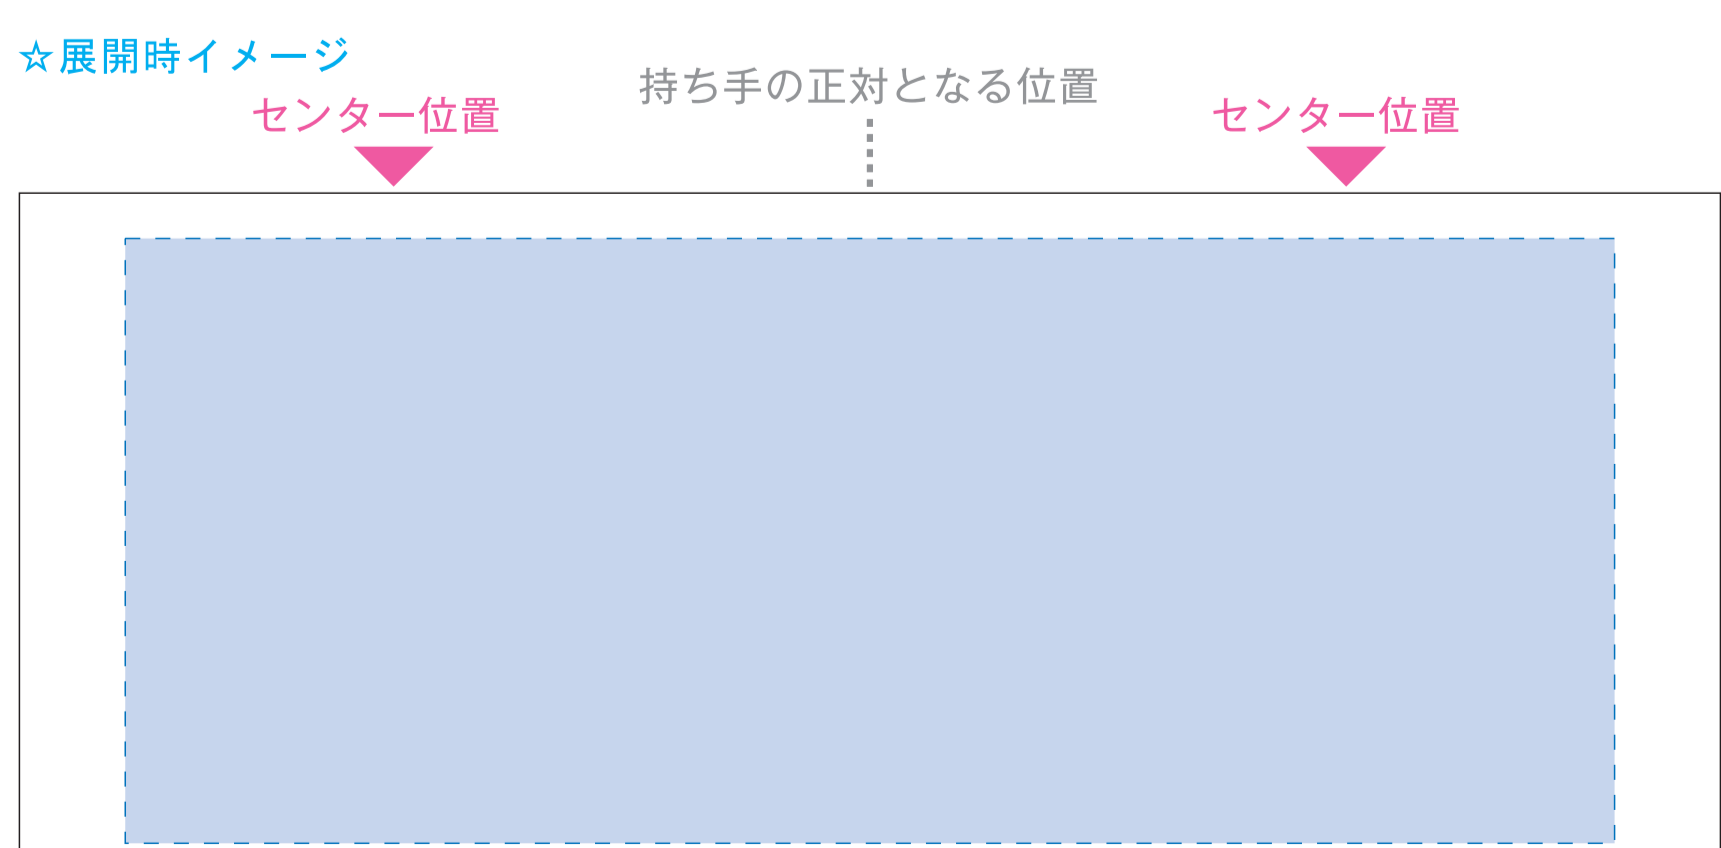 ☆展開時イメージ
持ち手の正対となる位置
センター位置
センター位置